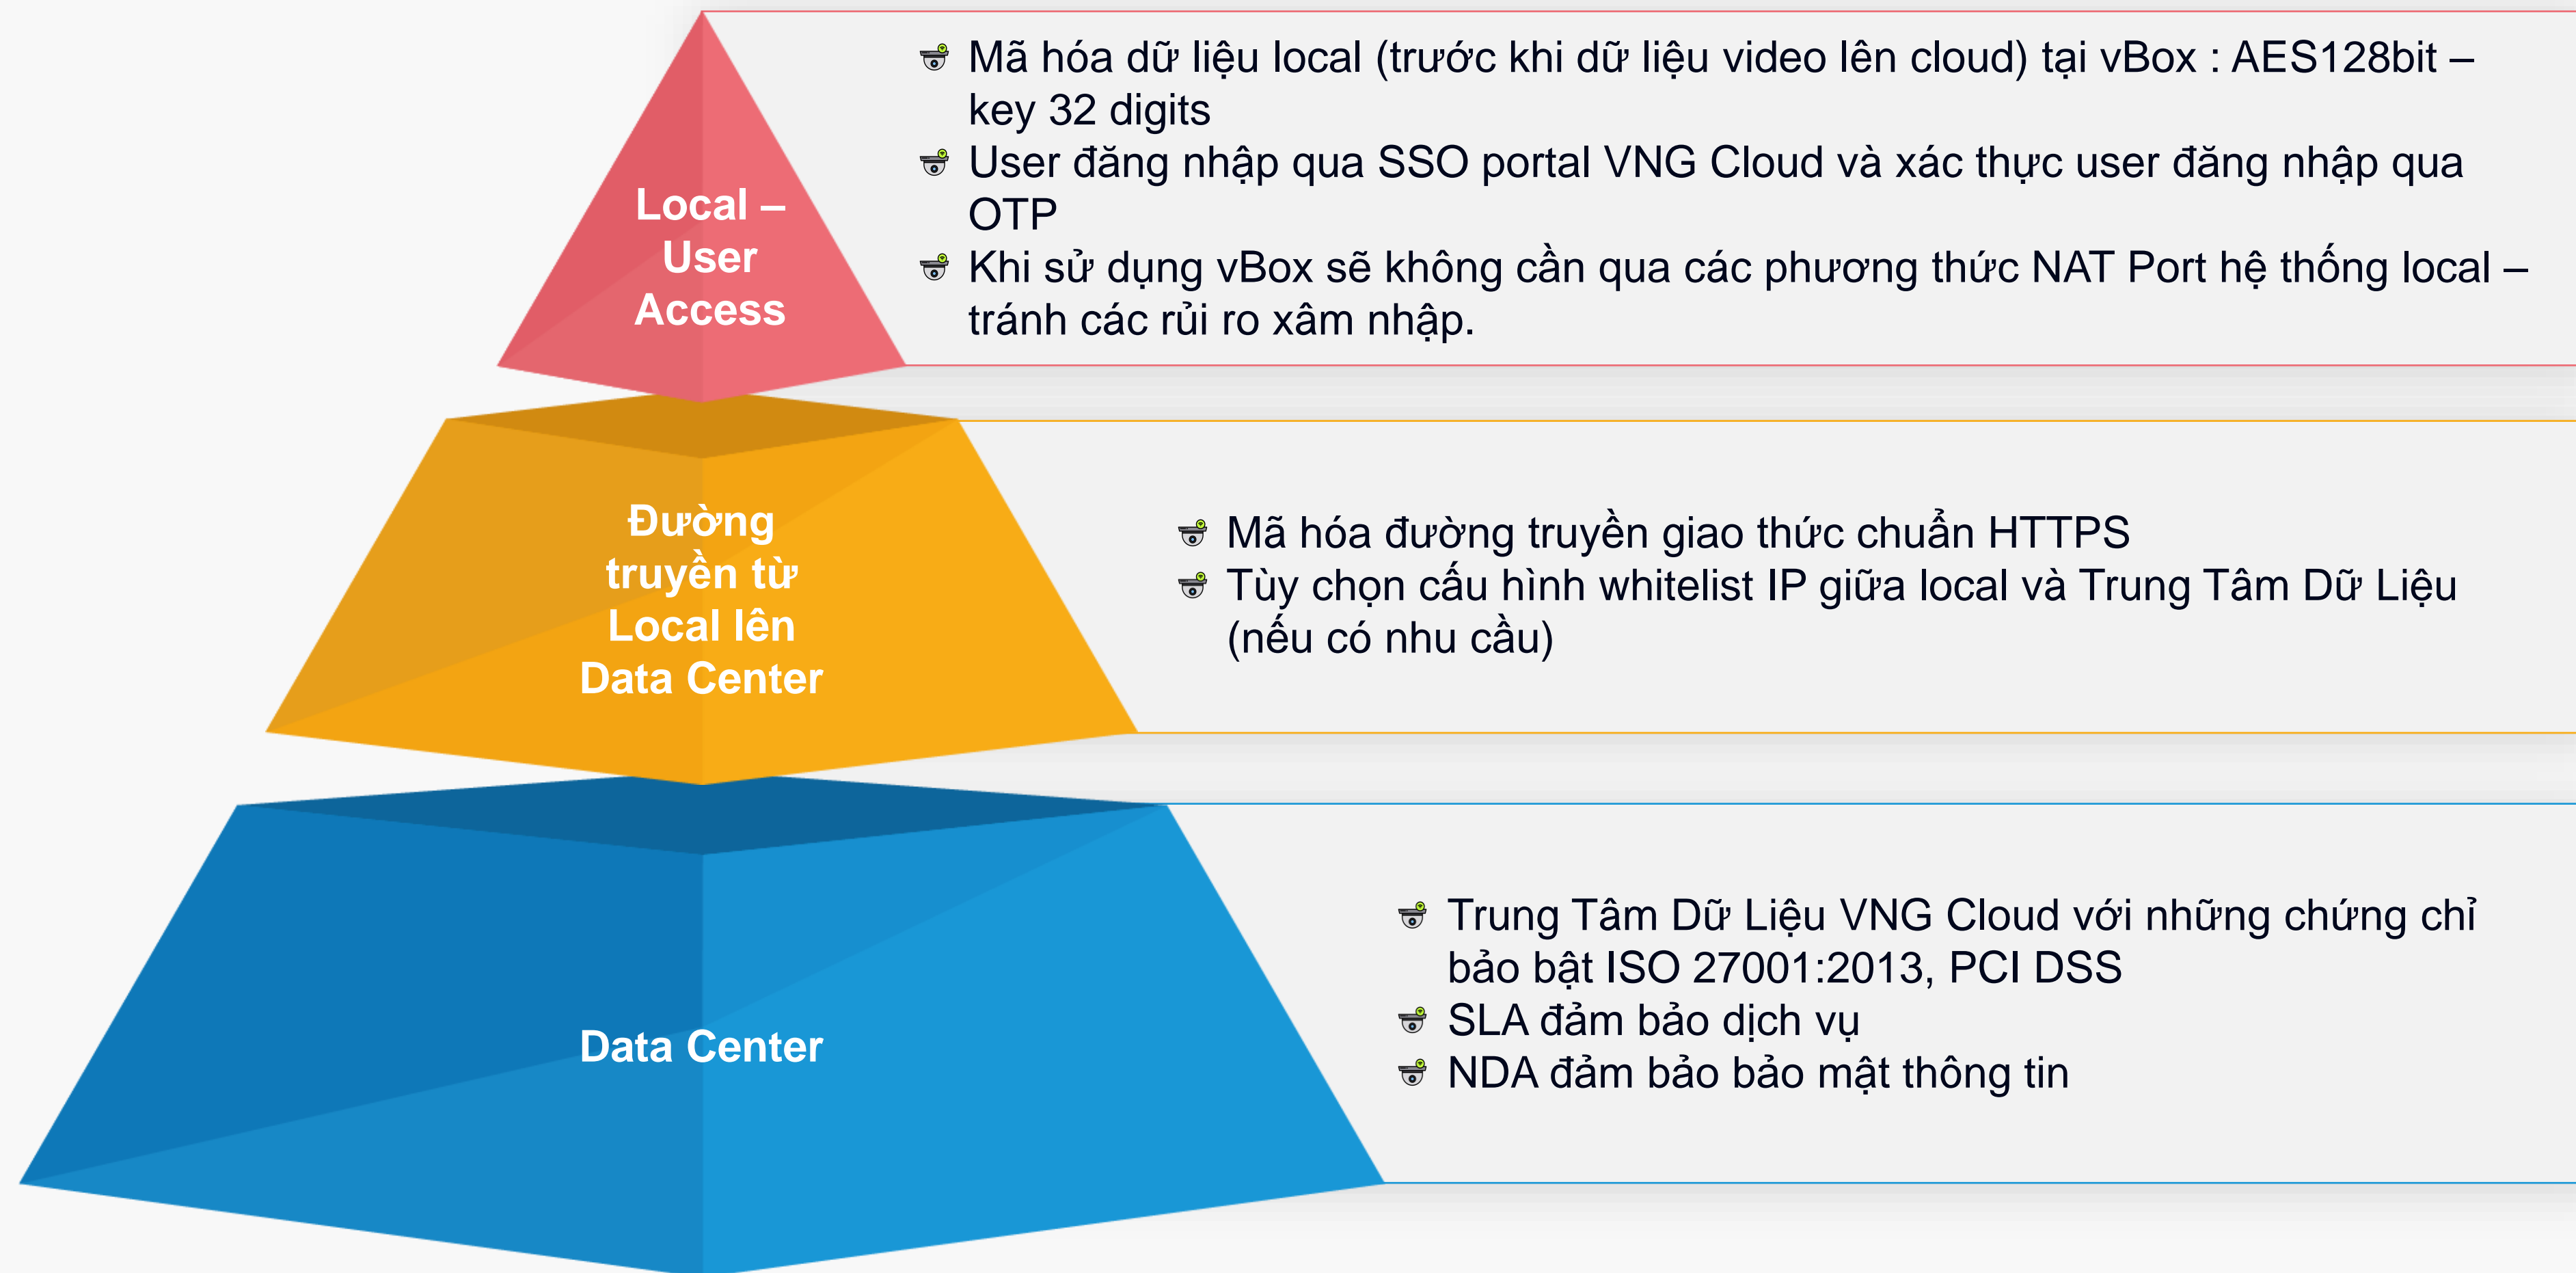 Local –
User
Access
Mã hóa dữ liệu local (trước khi dữ liệu video lên cloud) tại vBox : AES128bit –
key 32 digits
User đăng nhập qua SSO portal VNG Cloud và xác thực user đăng nhập qua
OTP
Khi sử dụng vBox sẽ không cần qua các phương thức NAT Port hệ thống local –
tránh các rủi ro xâm nhập.
Đường
truyền từ
Local lên
Data Center
Mã hóa đường truyền giao thức chuẩn HTTPS
Tùy chọn cấu hình whitelist IP giữa local và Trung Tâm Dữ Liệu
(nếu có nhu cầu)
Data Center
Trung Tâm Dữ Liệu VNG Cloud với những chứng chỉ
bảo bật ISO 27001:2013, PCI DSS
SLA đảm bảo dịch vụ
NDA đảm bảo bảo mật thông tin